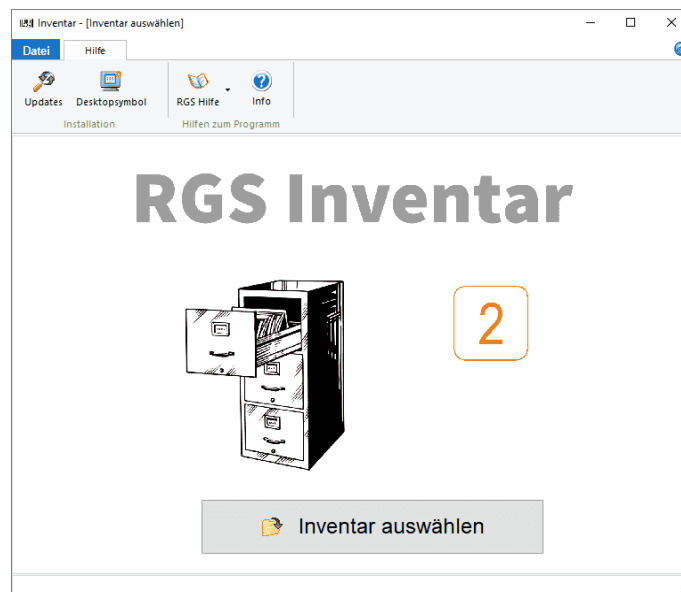 Inventar - [Inventar auswählen]
Datei Hilfe
Updates Desktopsymbol RGS Hilfe Info
Installation Hilfen zum Programm
RGS Inventar
2
Inventar auswählen